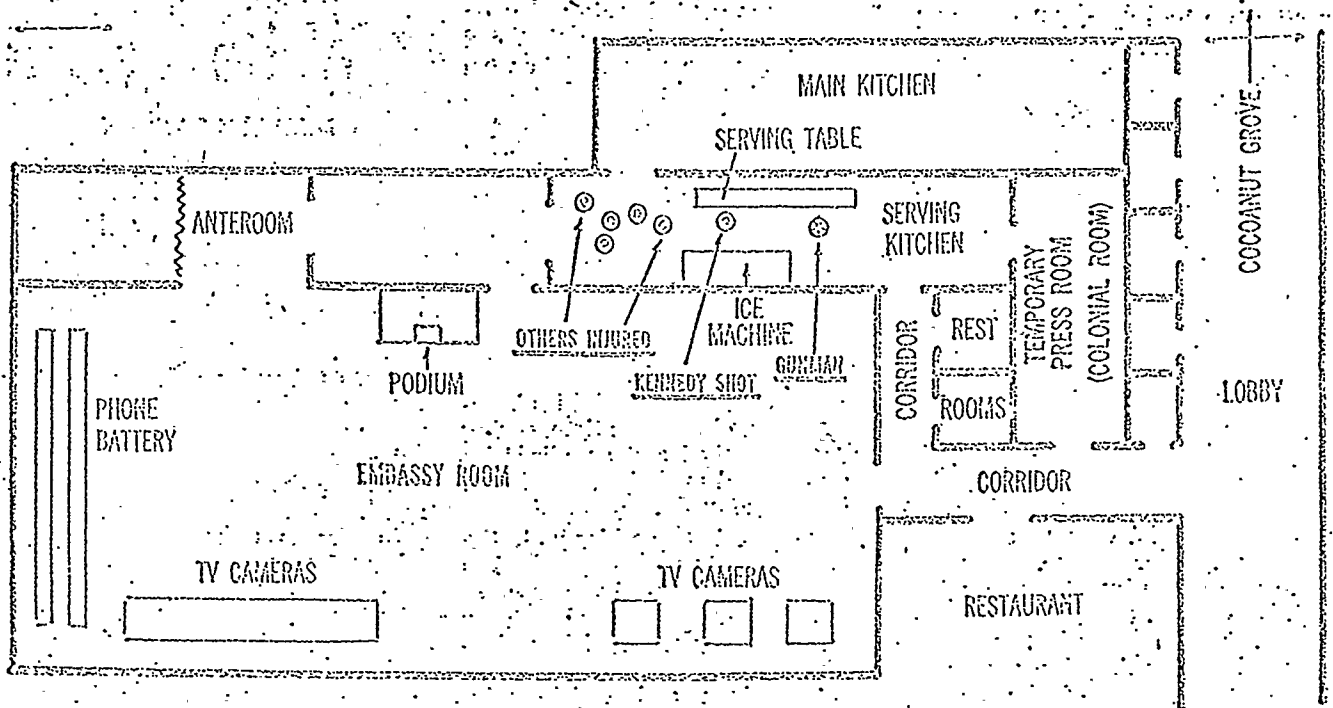 MAIN KITCHEN
SERVING TABLE
COCOANUT GROVE
ANTEROOM
SERVING
KITCHEN
TEMPORARY
PRESS ROOM
(COLONIAL ROOM)
ICE
MACHINE
OTHERS INJURED
KENNEDY SHOT
GUNMAN
CORRIDOR
REST
ROOMS
PODIUM
PHONE
BATTERY
LOBBY
EMBASSY ROOM
CORRIDOR
TV CAMERAS
TV CAMERAS
RESTAURANT